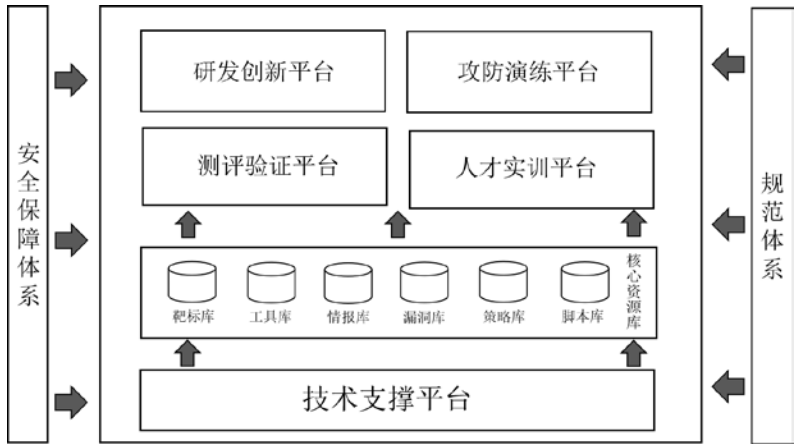 安全保障体系
研发创新平台
攻防演练平台
测评验证平台
人才实训平台
靶标库
工具库
情报库
漏洞库
策略库
脚本库
核心资源库
技术支撑平台
规范体系